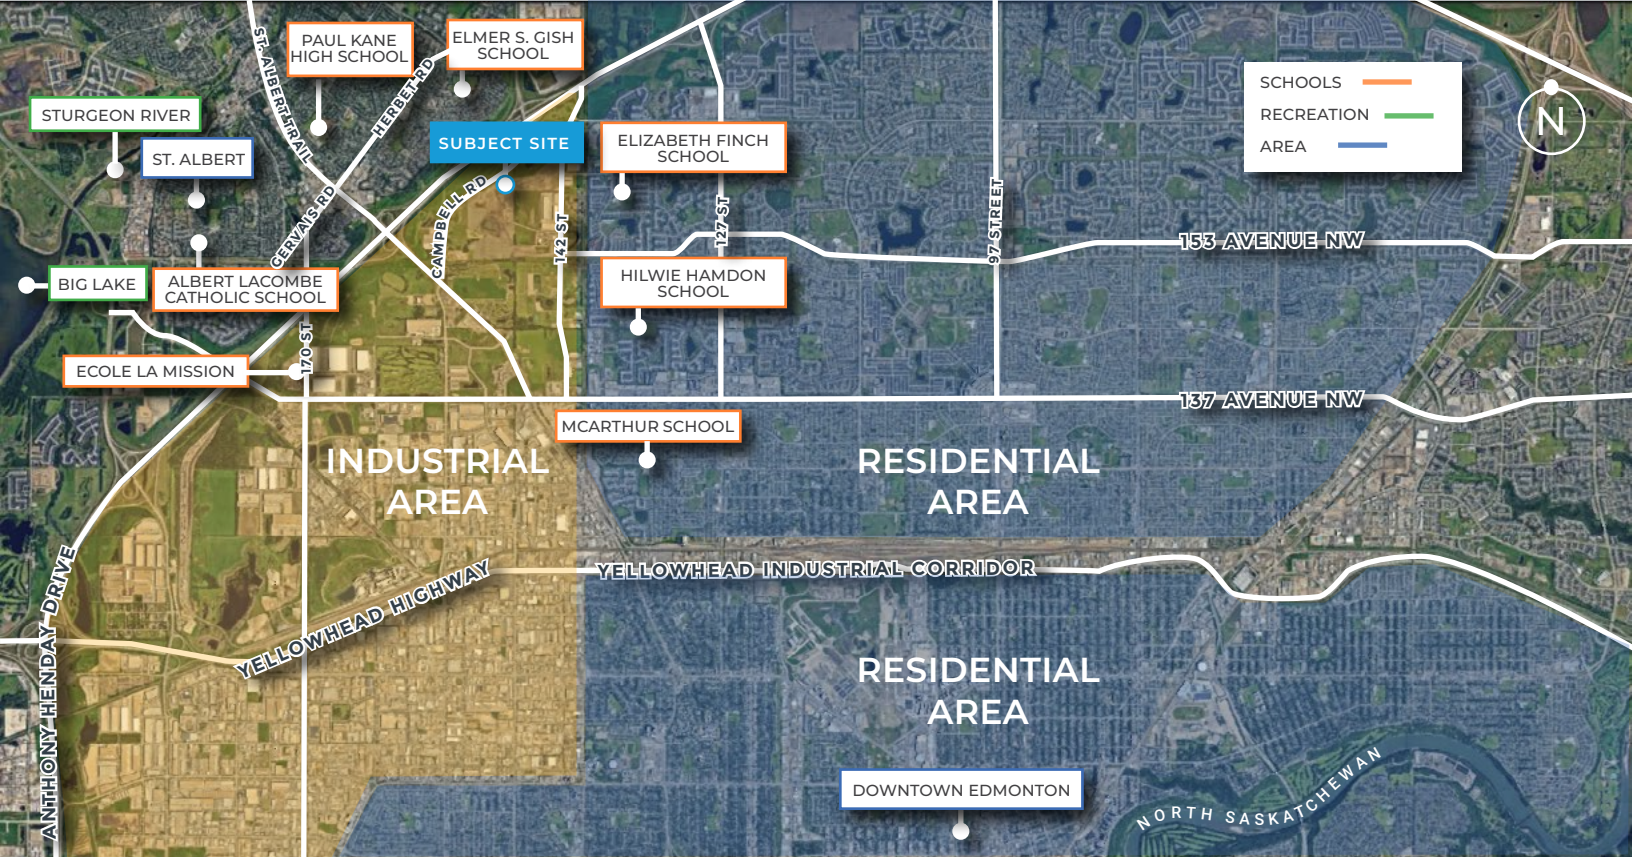 ST. ALBERT TRAIL
PAUL KANE
HIGH SCHOOL
ELMER S. GISH
SCHOOL
HERBET RD
STURGEON RIVER
ST. ALBERT
SUBJECT SITE
ELIZABETH FINCH
SCHOOL
SCHOOLS
RECREATION
AREA
N
GERVAIS RD
CAMPBELL RD
142 ST
127 ST
97 STREET
153 AVENUE NW
BIG LAKE
ALBERT LACOMBE
CATHOLIC SCHOOL
HILWIE HAMDON
SCHOOL
170 ST
ECOLE LA MISSION
137 AVENUE NW
MCARTHUR SCHOOL
INDUSTRIAL
AREA
RESIDENTIAL
AREA
YELLOWHEAD HIGHWAY
YELLOWHEAD INDUSTRIAL CORRIDOR
ANTHONY HENDAY DRIVE
RESIDENTIAL
AREA
DOWNTOWN EDMONTON
NORTH SASKATCHEWAN